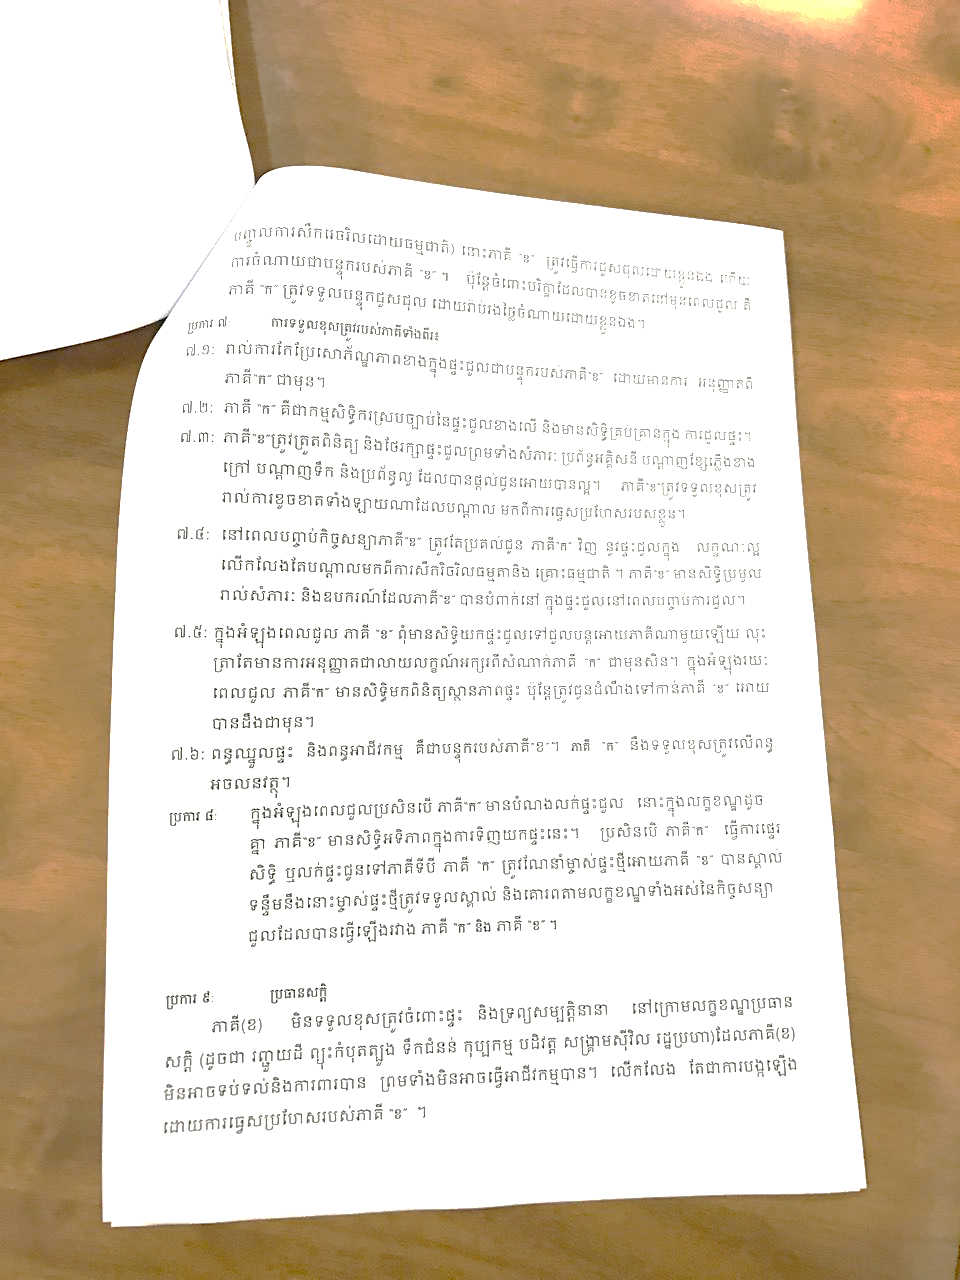 បញ្ចូលការសឹករេចរិលដោយធម្មជាតិ) នោះភាគី "ខ" ត្រូវធ្វើការជួសជុលដោយខ្លួនឯង ហើយ
ការចំណាយជាបន្ទុករបស់ភាគី "ខ" ។ ប៉ុន្តែចំពោះបរិក្ខាដែលបានខូចខាតនៅមុនពេលជួល គឺ
ភាគី "ក" ត្រូវទទួលបន្ទុកជួសជុល ដោយរ៉ាប់រងថ្លៃចំណាយដោយខ្លួនឯង។
ប្រការ ៧: ការទទួលខុសត្រូវរបស់ភាគីទាំងពីរ៖
៧.១: រាល់ការកែប្រែសោភ័ណ្ឌភាពខាងក្នុងផ្ទះជួលជាបន្ទុករបស់ភាគី"ខ" ដោយមានការ អនុញ្ញាតពី
ភាគី"ក" ជាមុន។
៧.២: ភាគី "ក" គឺជាកម្មសិទ្ធិករស្របច្បាប់នៃផ្ទះជួលខាងលើ និងមានសិទ្ធិគ្រប់គ្រាន់ក្នុង ការជួលផ្ទះ។
៧.៣: ភាគី"ខ"ត្រូវត្រួតពិនិត្យ និងថែរក្សាផ្ទះជួលព្រមទាំងសំភារៈ ប្រព័ន្ធអគ្គិសនី បណ្តាញខ្សែភ្លើងខាង
ក្រៅ បណ្តាញទឹក និងប្រព័ន្ធលូ ដែលបានផ្តល់ជូនអោយបានល្អ។ ភាគី"ខ"ត្រូវទទួលខុសត្រូវ
រាល់ការខូចខាតទាំងឡាយណាដែលបណ្តាល មកពីការធ្វេសប្រហែសរបសខ្លួន។
៧.៤: នៅពេលបញ្ចាប់កិច្ចសន្យាភាគី"ខ" ត្រូវតែប្រគល់ជូន ភាគី"ក" វិញ នូវផ្ទះជួលក្នុង លក្ខណៈល្អ
លើកលែងតែបណ្តាលមកពីការសឹករិចរិលធម្មតានិង គ្រោះធម្មជាតិ ។ ភាគី"ខ" មានសិទ្ធិប្រមូល
រាល់សំភារៈ និងឧបករណ៍ដែលភាគី"ខ" បានបំពាក់នៅ ក្នុងផ្ទះជួលនៅពេលបញ្ចាប់ការជួល។
៧.៥: ក្នុងអំឡុងពេលជួល ភាគី "ខ" ពុំមានសិទ្ធិយកផ្ទះជួលទៅជួលបន្តអោយភាគីណាមួយឡើយ លុះ
ត្រាតែមានការអនុញ្ញាតជាលាយលក្ខណ៍អក្សរពីសំណាក់ភាគី "ក" ជាមុនសិន។ ក្នុងអំឡុងរយៈ
ពេលជួល ភាគី"ក" មានសិទ្ធិមកពិនិត្យស្ថានភាពផ្ទះ ប៉ុន្តែត្រូវជូនដំណឹងទៅកាន់ភាគី "ខ" អោយ
បានដឹងជាមុន។
៧.៦: ពន្ធឈ្នួលផ្ទះ និងពន្ធអាជីវកម្ម គឺជាបន្ទុករបស់ភាគី"ខ"។ ភាគី "ក" នឹងទទួលខុសត្រូវលើពន្ធ
អចលនវត្ថុ។
ប្រការ ៨: ក្នុងអំឡុងពេលជួលប្រសិនបើ ភាគី"ក" មានបំណងលក់ផ្ទះជួល នោះក្នុងលក្ខខណ្ឌដូច
គ្នា ភាគី"ខ" មានសិទ្ធិអទិភាពក្នុងការទិញយកផ្ទះនេះ។ ប្រសិនបើ ភាគី"ក" ធ្វើការផ្ទេរ
សិទ្ធិ ឬលក់ផ្ទះជូនទៅភាគីទីបី ភាគី "ក" ត្រូវណែនាំម្ចាស់ផ្ទះថ្មីអោយភាគី "ខ" បានស្គាល់
ទន្ទឹមនឹងនោះម្ចាស់ផ្ទះថ្មីត្រូវទទួលស្គាល់ និងគោរពតាមលក្ខខណ្ឌទាំងអស់នៃកិច្ចសន្យា
ជួលដែលបានធ្វើឡើងរវាង ភាគី "ក" និង ភាគី "ខ" ។
ប្រការ ៩: ប្រធានសក្តិ
ភាគី(ខ) មិនទទួលខុសត្រូវចំពោះផ្ទះ និងទ្រព្យសម្បត្តិនានា នៅក្រោមលក្ខខណ្ឌប្រធាន
សក្តិ (ដូចជា រញ្ជួយដី ព្យុះកំបុតត្បូង ទឹកជំនន់ កុប្បកម្ម បដិវត្ត សង្គ្រាមស៊ីវិល រដ្ឋប្រហា)ដែលភាគី(ខ)
មិនអាចទប់ទល់និងការពារបាន ព្រមទាំងមិនអាចធ្វើអាជីវកម្មបាន។ លើកលែង តែជាការបង្កឡើង
ដោយការធ្វេសប្រហែសរបស់ភាគី "ខ" ។